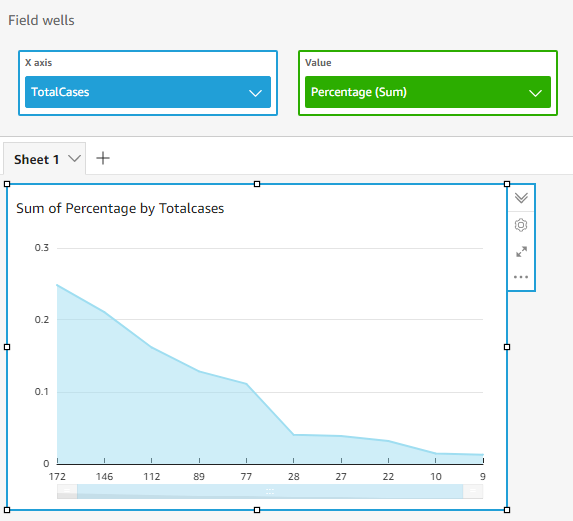 Field wells
X axis
Value
TotalCases
Percentage (Sum)
Sheet 1
Sum of Percentage by Totalcases
0.3
0.2
0.1
0
172 146 112 89 77 28 27 22 10 9